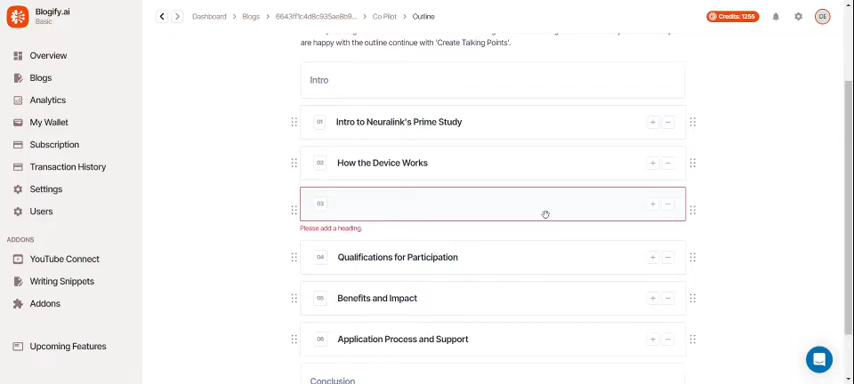 Blogify.ai
Basic
Dashboard > Blogs > 6643ff1c4d8c935ae8b9... > Co Pilot > Outline
Credits: 1255
DE
Overview
Blogs
Analytics
My Wallet
Subscription
Transaction History
Settings
Users
ADDONS
YouTube Connect
Writing Snippets
Addons
Upcoming Features
are happy with the outline continue with 'Create Talking Points'.
Intro
01 Intro to Neuralink's Prime Study
02 How the Device Works
03
Please add a heading.
04 Qualifications for Participation
05 Benefits and Impact
06 Application Process and Support
Conclusion